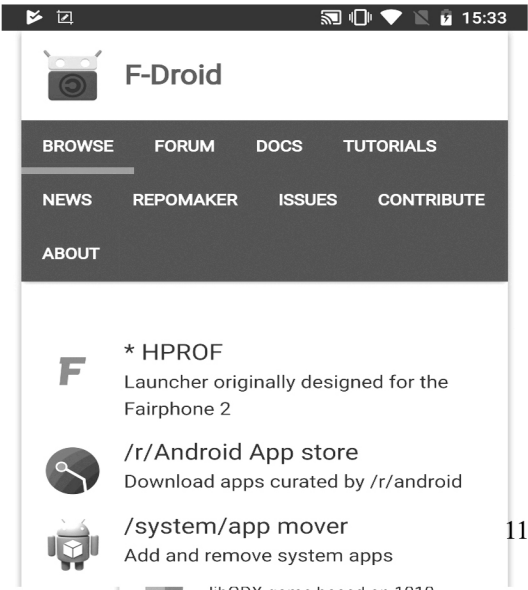 15:33
F-Droid
BROWSE FORUM DOCS TUTORIALS
NEWS REPOMAKER ISSUES CONTRIBUTE
ABOUT
* HPROF
Launcher originally designed for the
Fairphone 2
/r/Android App store
Download apps curated by /r/android
/system/app mover
11
Add and remove system apps